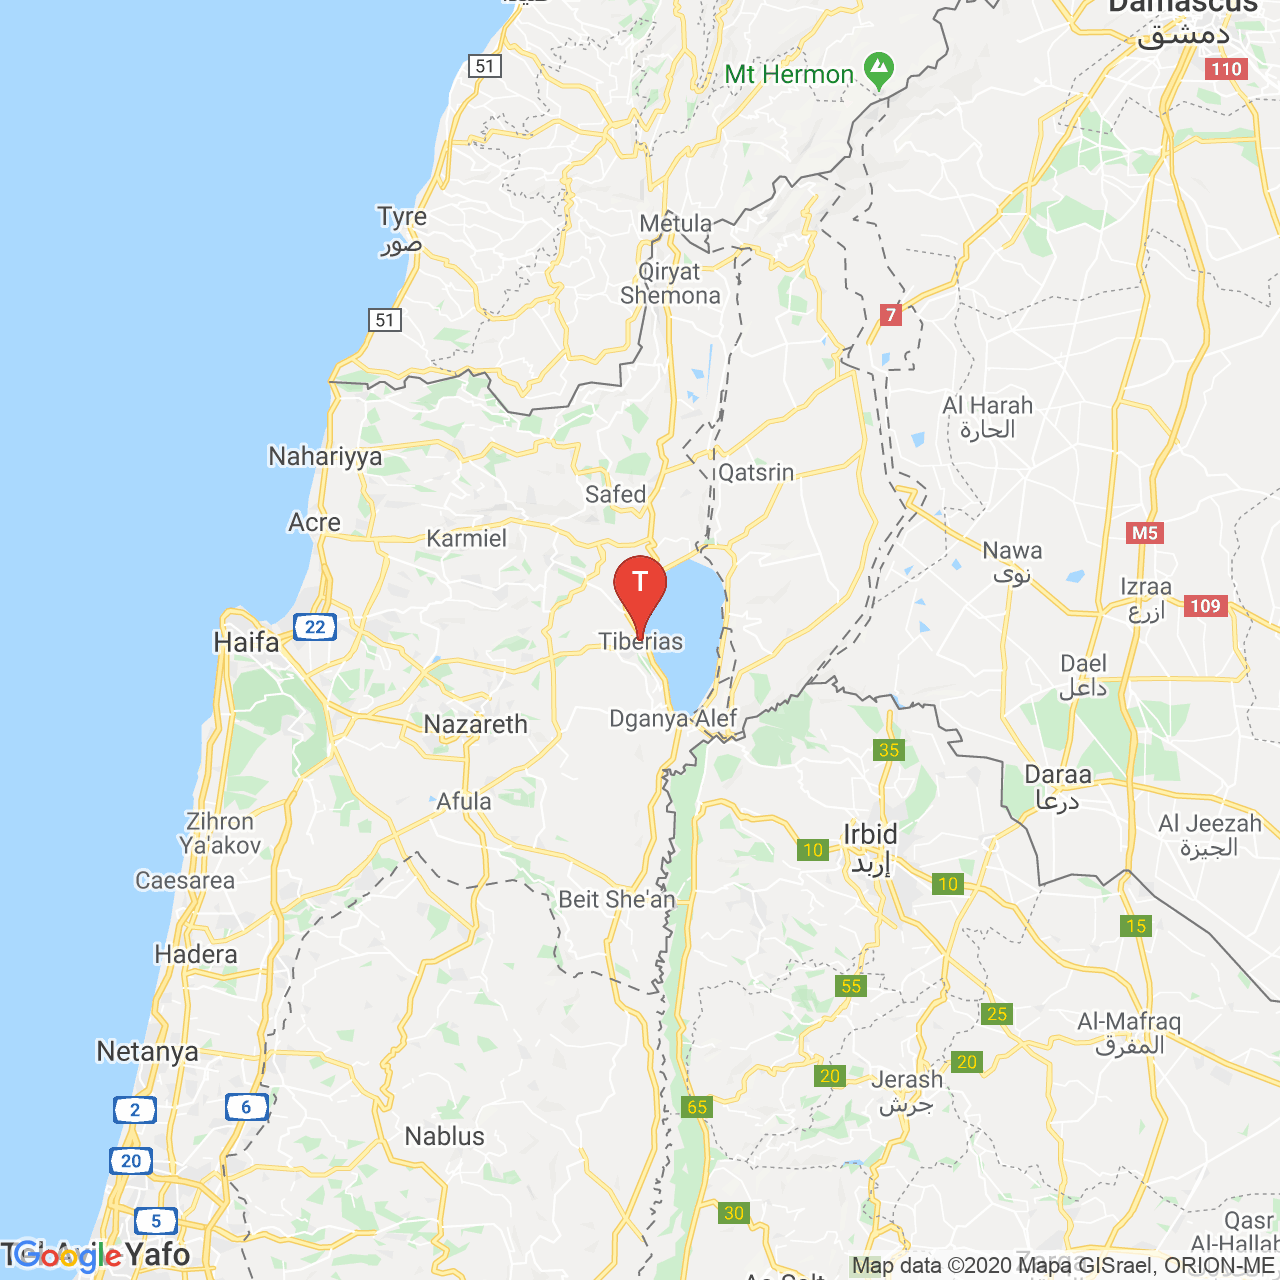 Damascus
دمشق
51
Mt Hermon
110
Tyre
صور
Metula
Qiryat
Shemona
51
7
Al Harah
الحارة
Nahariyya
Qatsrin
Safed
Acre
Karmiel
M5
Nawa
نوى
T
Izraa
ازرع
109
22
Haifa
Tiberias
Dael
داعل
Nazareth
Dganya Alef
35
Daraa
درعا
Afula
Zihron
Ya'akov
Irbid
إربد
10
Al Jeezah
الجيزة
Caesarea
10
Beit She'an
15
Hadera
55
25
Al-Mafraq
المفرق
Netanya
20
20
Jerash
جرش
2
6
65
Nablus
20
5
30
Qasr
Al-Hallab
Yafo
Google
Zarqa
As-Salt
Map data ©2020 Mapa GISrael, ORION-ME